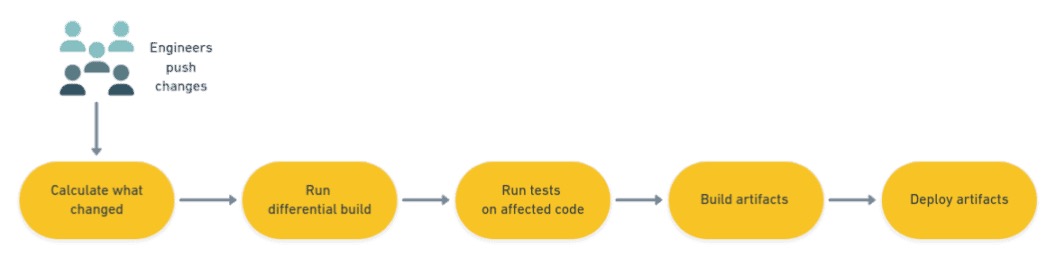 Engineers
push
changes
Calculate what
changed
Run
differential build
Run tests
on affected code
Build artifacts
Deploy artifacts